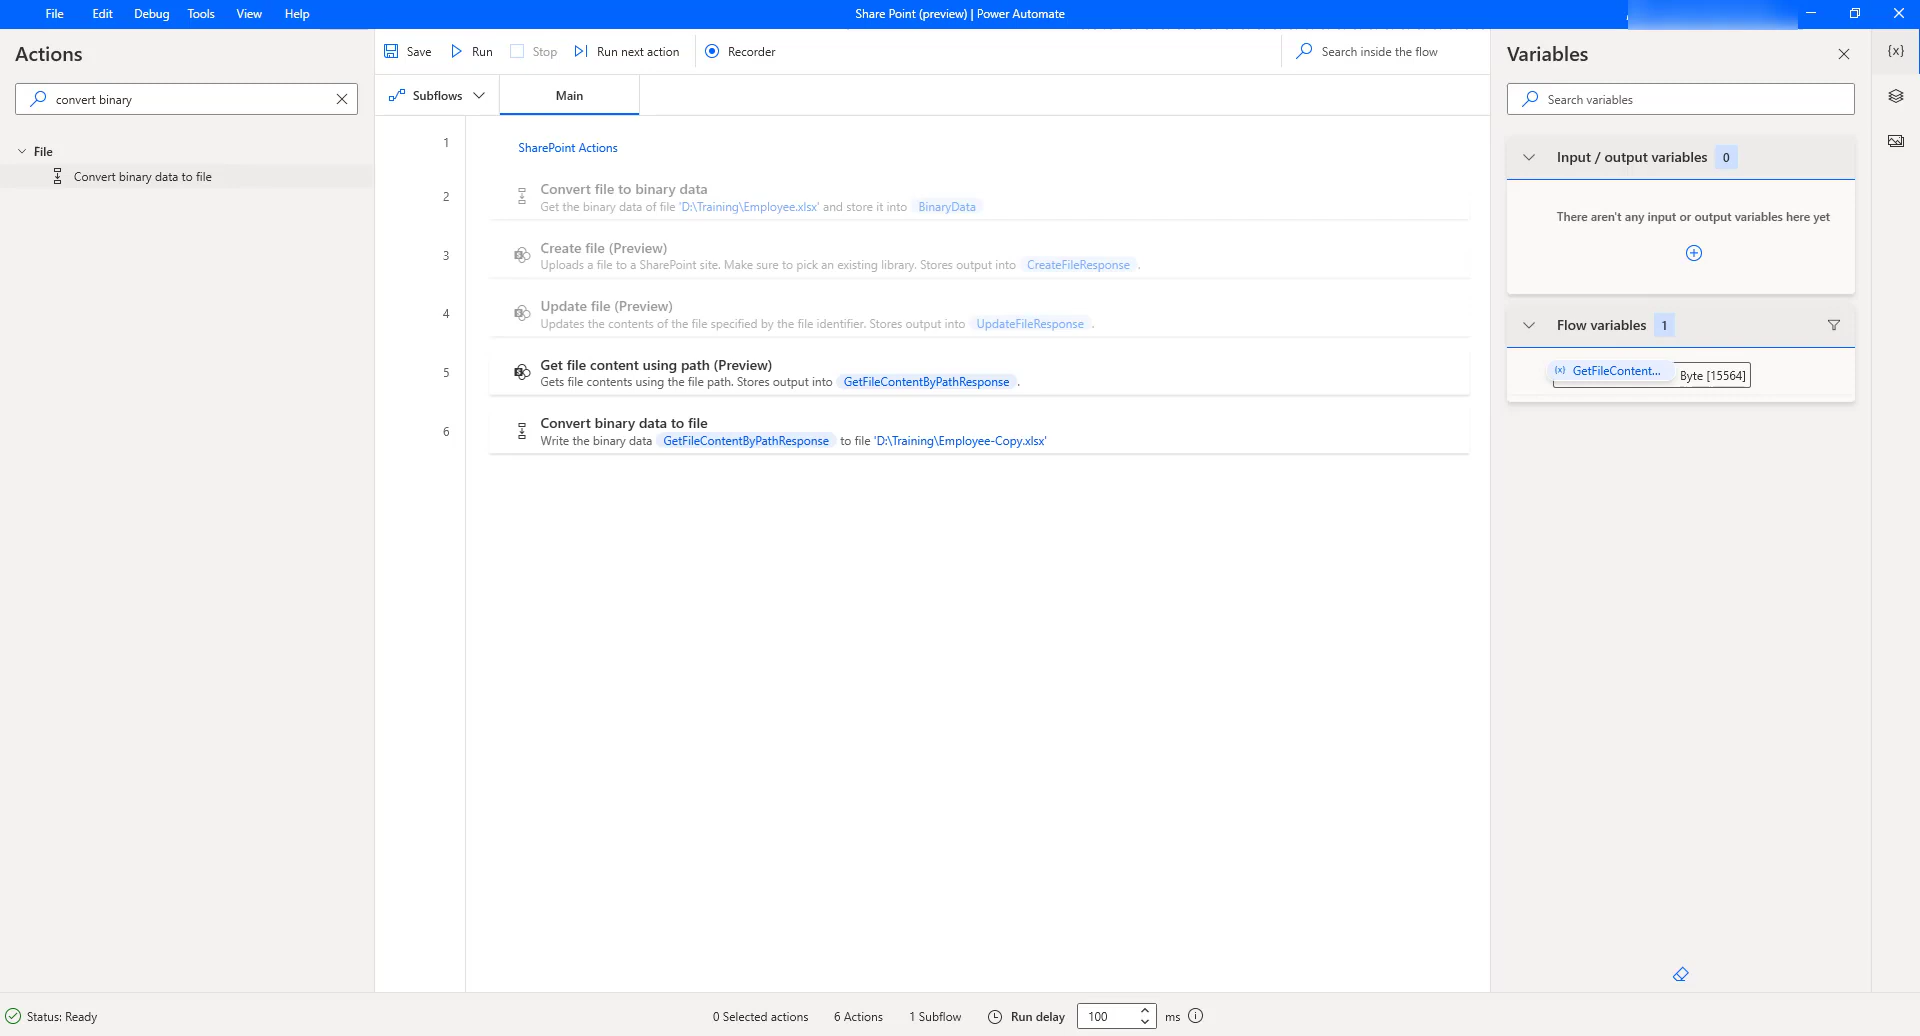 File Edit Debug Tools View Help
Share Point (preview) | Power Automate
Actions
convert binary
File
Convert binary data to file
Save Run Stop Run next action Recorder
Search inside the flow
Subflows Main
1 SharePoint Actions
2 Convert file to binary data
Get the binary data of file 'D:\Training\Employee.xlsx' and store it into BinaryData
3 Create file (Preview)
Uploads a file to a SharePoint site. Make sure to pick an existing library. Stores output into CreateFileResponse .
4 Update file (Preview)
Updates the contents of the file specified by the file identifier. Stores output into UpdateFileResponse .
5 Get file content using path (Preview)
Gets file contents using the file path. Stores output into GetFileContentByPathResponse .
6 Convert binary data to file
Write the binary data GetFileContentByPathResponse to file 'D:\Training\Employee-Copy.xlsx'
Variables
{x}
Search variables
Input / output variables 0
There aren't any input or output variables here yet
Flow variables 1
(x) GetFileContent... Byte [15564]
Status: Ready
0 Selected actions 6 Actions 1 Subflow Run delay 100 ms